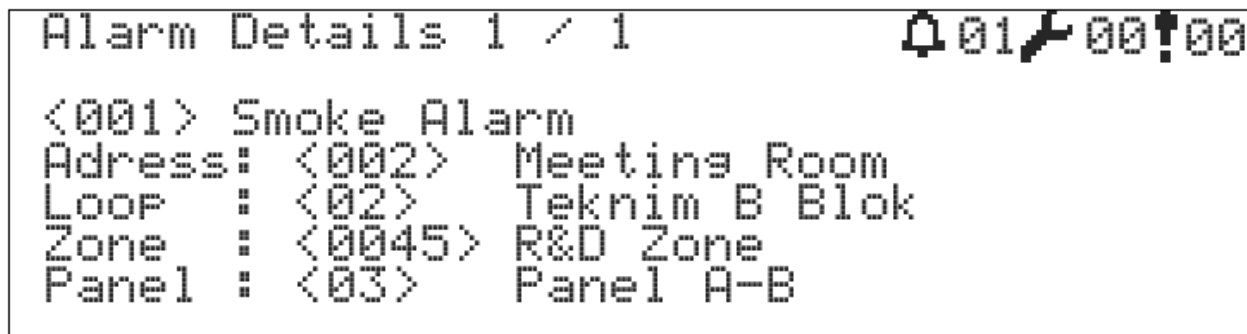 Alarm Details 1 / 1 01 00 00
<001> Smoke Alarm
Adress: <002> Meeting Room
Loop : <02> Teknim B Blok
Zone : <0045> R&D Zone
Panel : <03> Panel A-B